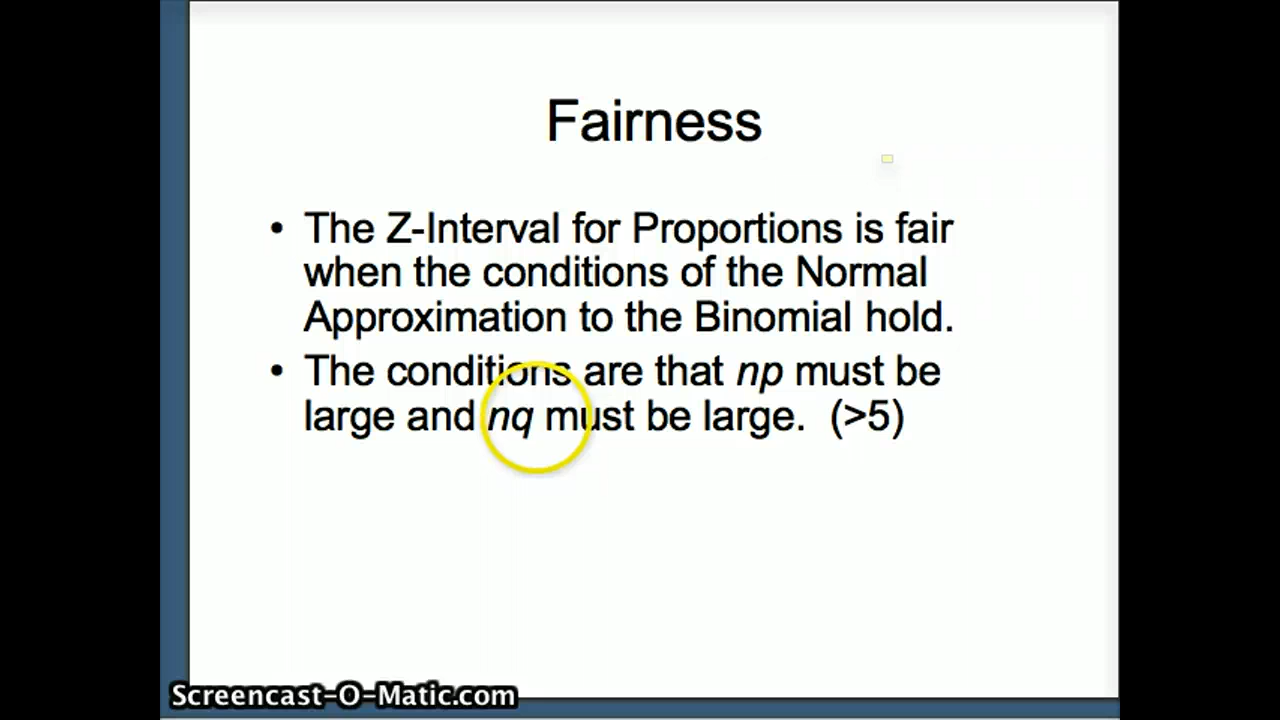 Fairness
• The Z-Interval for Proportions is fair
when the conditions of the Normal
Approximation to the Binomial hold.
• The conditions are that np must be
large and nq must be large. (>5)
Screencast-O-Matic.com